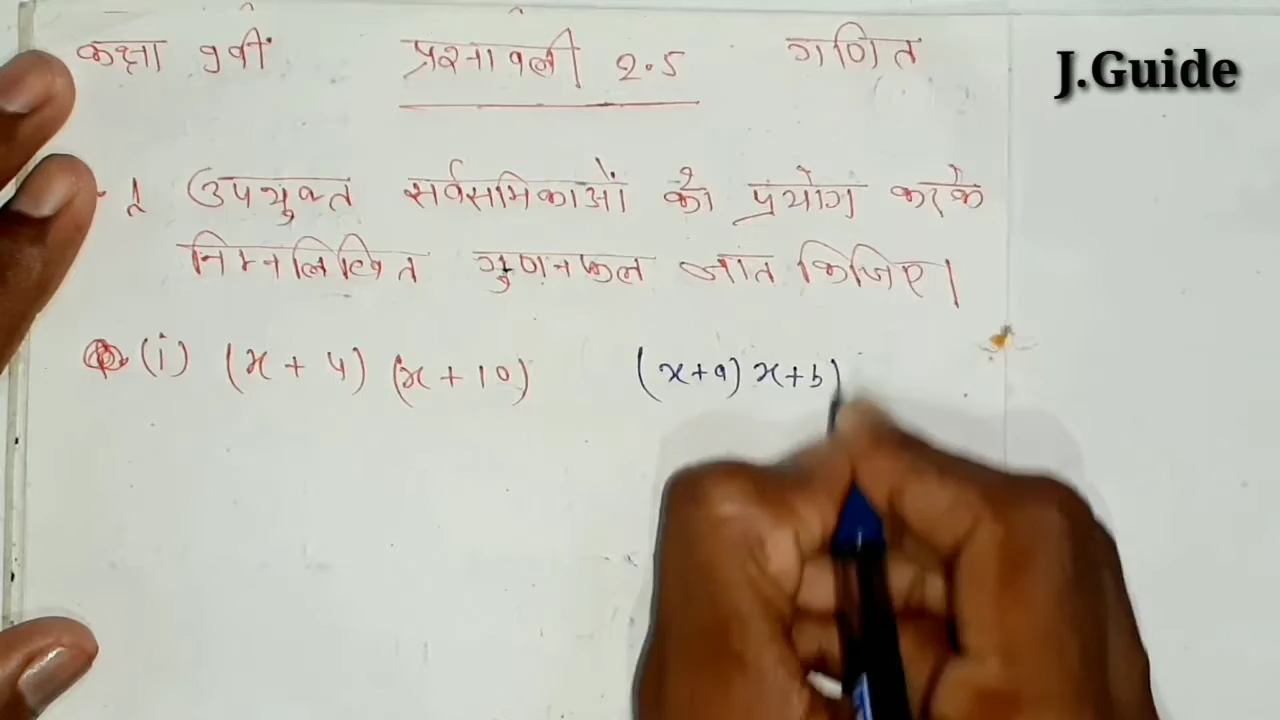 कक्षा 9वीं प्रश्नावली 2.5 गणित
J.Guide
1 उपयुक्त सर्वसमिकाओं का प्रयोग करके
निम्नलिखित गुणनफल ज्ञात किजिए।
(i) (x + 4) (x + 10) (x+a) x+b)